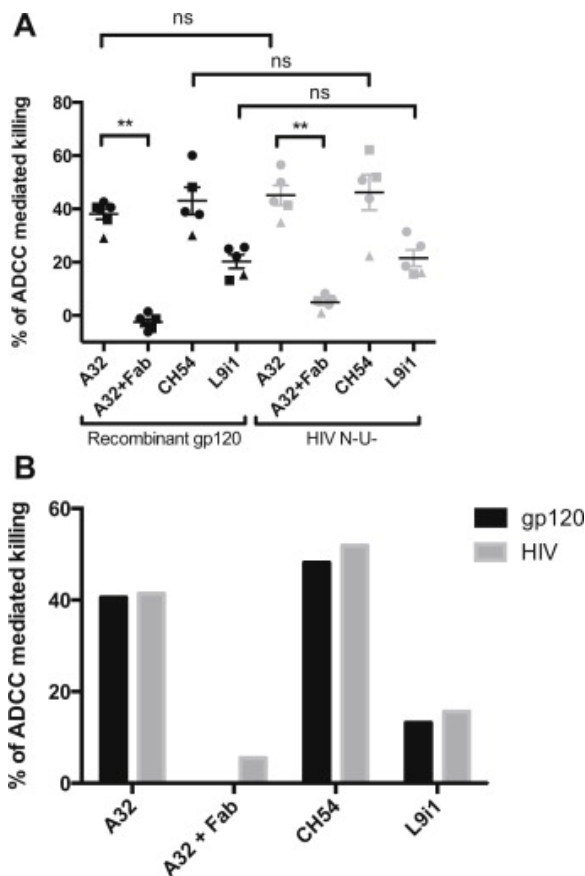 A
ns
ns
ns
**
**
% of ADCC mediated killing
80
60
40
20
0
A32
A32+Fab
CH54
L9i1
A32
A32+Fab
CH54
L9i1
Recombinant gp120
HIV N-U-
B
gp120
HIV
% of ADCC mediated killing
60
40
20
0
A32
A32 + Fab
CH54
L9i1